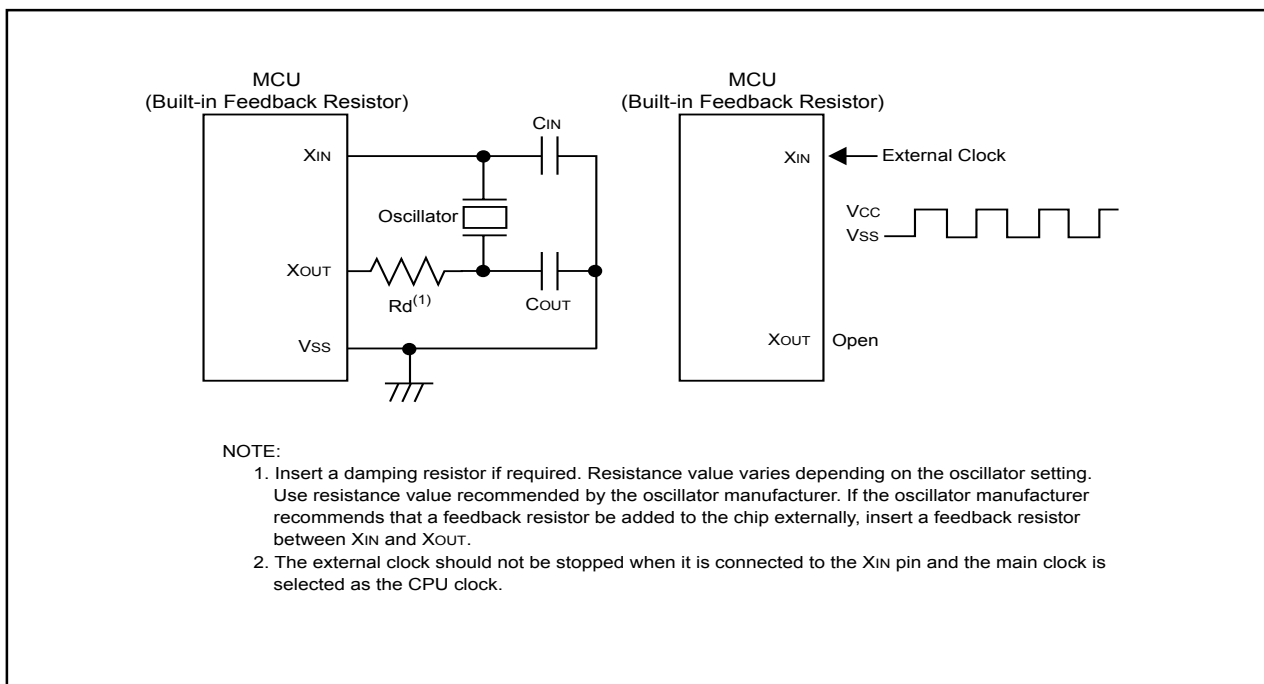 MCU
(Built-in Feedback Resistor)
XIN
CIN
Oscillator
XOUT
Rd(1)
COUT
VSS
MCU
(Built-in Feedback Resistor)
XIN
External Clock
VCC
VSS
XOUT
Open
NOTE:
1. Insert a damping resistor if required. Resistance value varies depending on the oscillator setting.
Use resistance value recommended by the oscillator manufacturer. If the oscillator manufacturer
recommends that a feedback resistor be added to the chip externally, insert a feedback resistor
between XIN and XOUT.
2. The external clock should not be stopped when it is connected to the XIN pin and the main clock is
selected as the CPU clock.